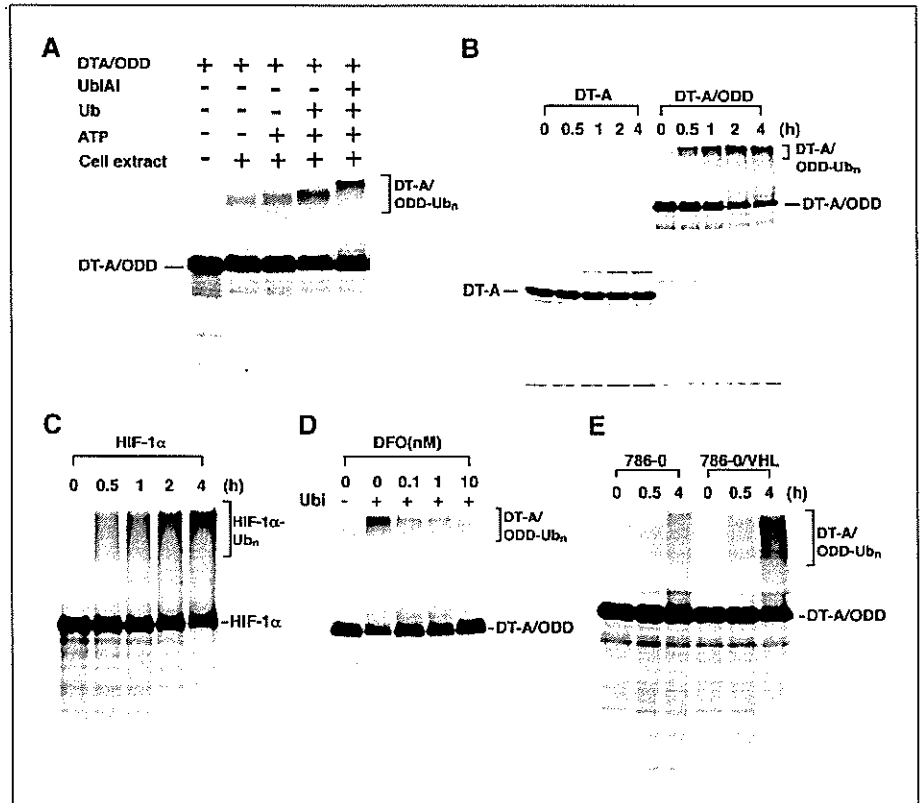 A
DTA/ODD + + + + +
UbIAl - - - - +
Ub - - - + +
ATP - - + + +
Cell extract - + + + +
DT-A/
ODD-Ubn
DT-A/ODD
B
DT-A DT-A/ODD
0 0.5 1 2 4 0 0.5 1 2 4 (h)
DT-A/
ODD-Ubn
DT-A/ODD
DT-A
C
HIF-1α
0 0.5 1 2 4 (h)
HIF-1α-
Ubn
HIF-1α
D
DFO(nM)
0 0 0.1 1 10
Ubi - + + + +
DT-A/
ODD-Ubn
DT-A/ODD
E
786-0 786-0/VHL
0 0.5 4 0 0.5 4 (h)
DT-A/
ODD-Ubn
DT-A/ODD